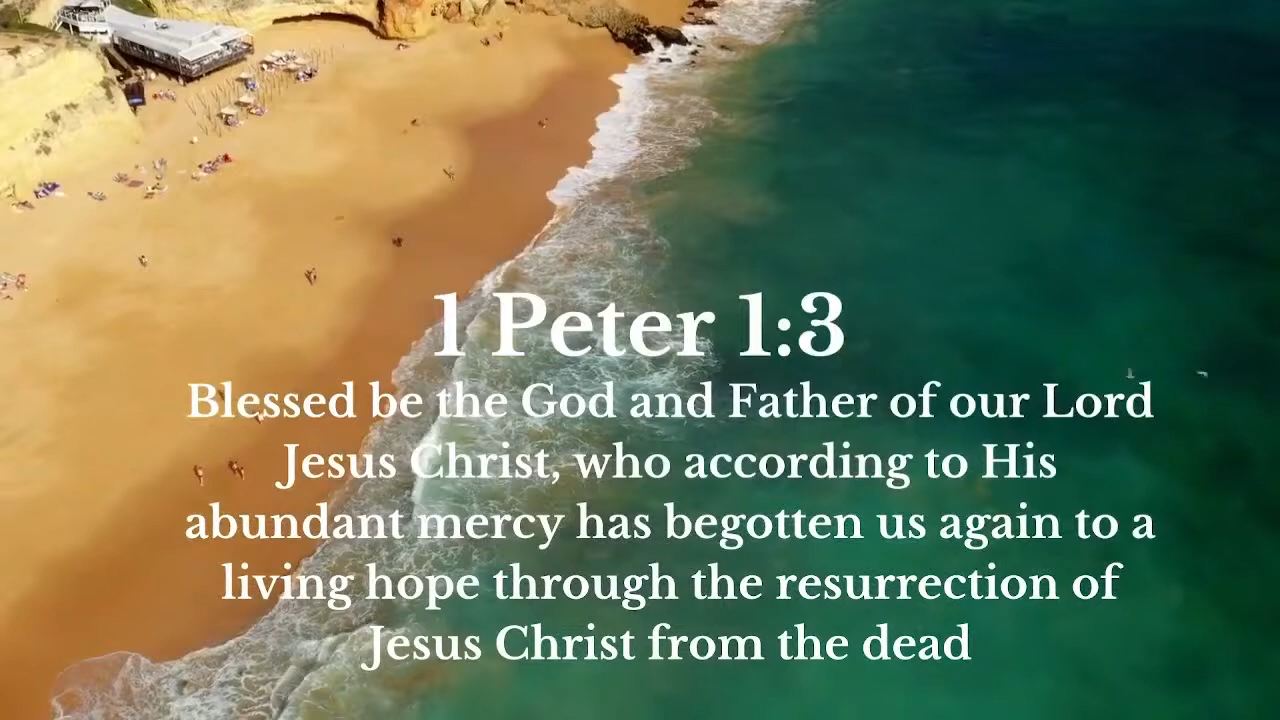 1 Peter 1:3
Blessed be the God and Father of our Lord
Jesus Christ, who according to His
abundant mercy has begotten us again to a
living hope through the resurrection of
Jesus Christ from the dead